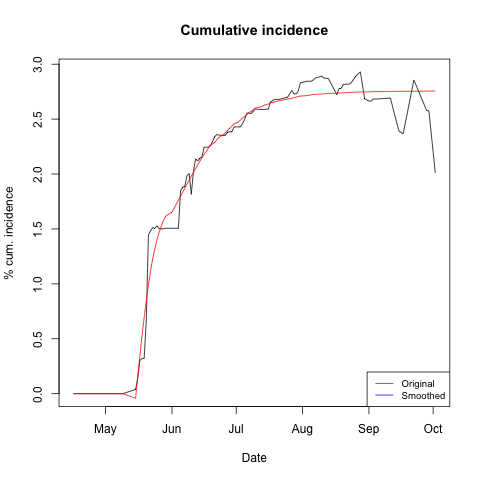 Cumulative incidence
% cum. incidence
3.0
2.5
2.0
1.5
1.0
0.5
0.0
May Jun Jul Aug Sep Oct
Date
Original
Smoothed